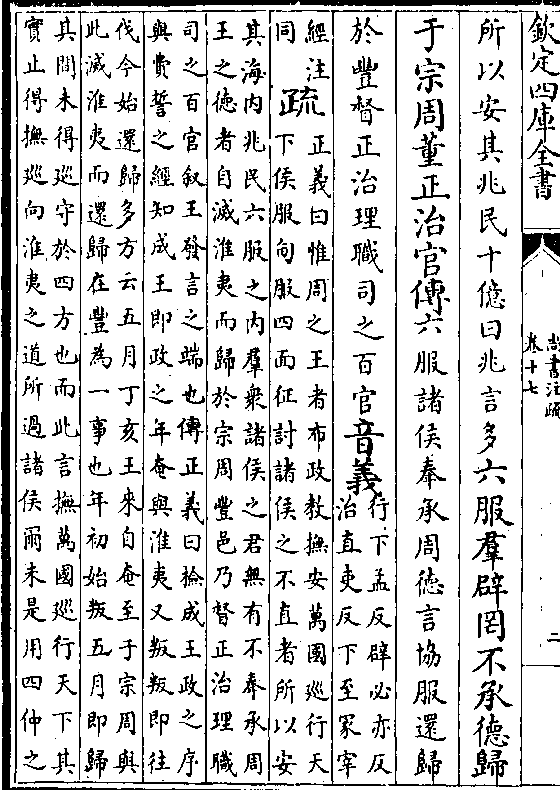 欽定四庫全書
尚書注疏
卷十七
二
所以安其兆民十億曰兆言多六服羣辟罔不承德歸
于宗周董正治官傳六服諸侯奉承周德言協服還歸
於豐督正治理職司之百官音義行下孟反辟必亦反
治直吏反下至冢宰
經注
同
疏正義曰惟周之王者布政教撫安萬國巡行天
下侯服甸服四面征討諸侯之不直者所以安
其海内兆民六服之内羣衆諸侯之君無有不奉承周
王之德者自滅淮夷而歸於宗周豐邑乃督正治理職
司之百官叙王發言之端也傳正義曰檢成王政之序
與費誓之經知成王即政之年奄與淮夷又叛叛即往
伐今始還歸多方云五月丁亥王來自奄至于宗周與
此滅淮夷而還歸在豐為一事也年初始叛五月即歸
其間未得巡守於四方也而此言撫萬國巡行天下其
實止得撫巡向淮夷之道所過諸侯爾未是用四仲之